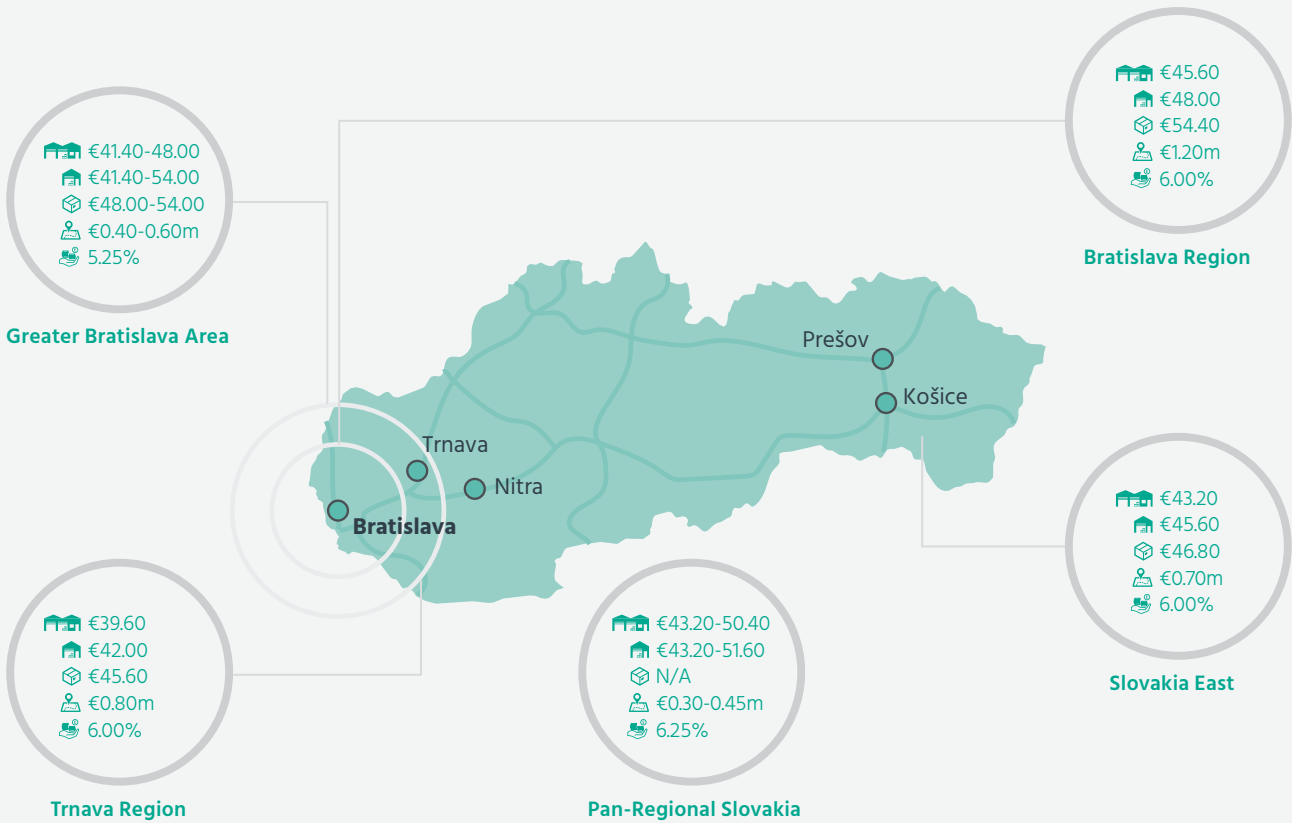 €41.40-48.00
€41.40-54.00
€48.00-54.00
€0.40-0.60m
5.25%
Greater Bratislava Area
€45.60
€48.00
€54.40
€1.20m
6.00%
Bratislava Region
Prešov
Košice
Trnava
Nitra
Bratislava
€39.60
€42.00
€45.60
€0.80m
6.00%
Trnava Region
€43.20-50.40
€43.20-51.60
N/A
€0.30-0.45m
6.25%
Pan-Regional Slovakia
€43.20
€45.60
€46.80
€0.70m
6.00%
Slovakia East